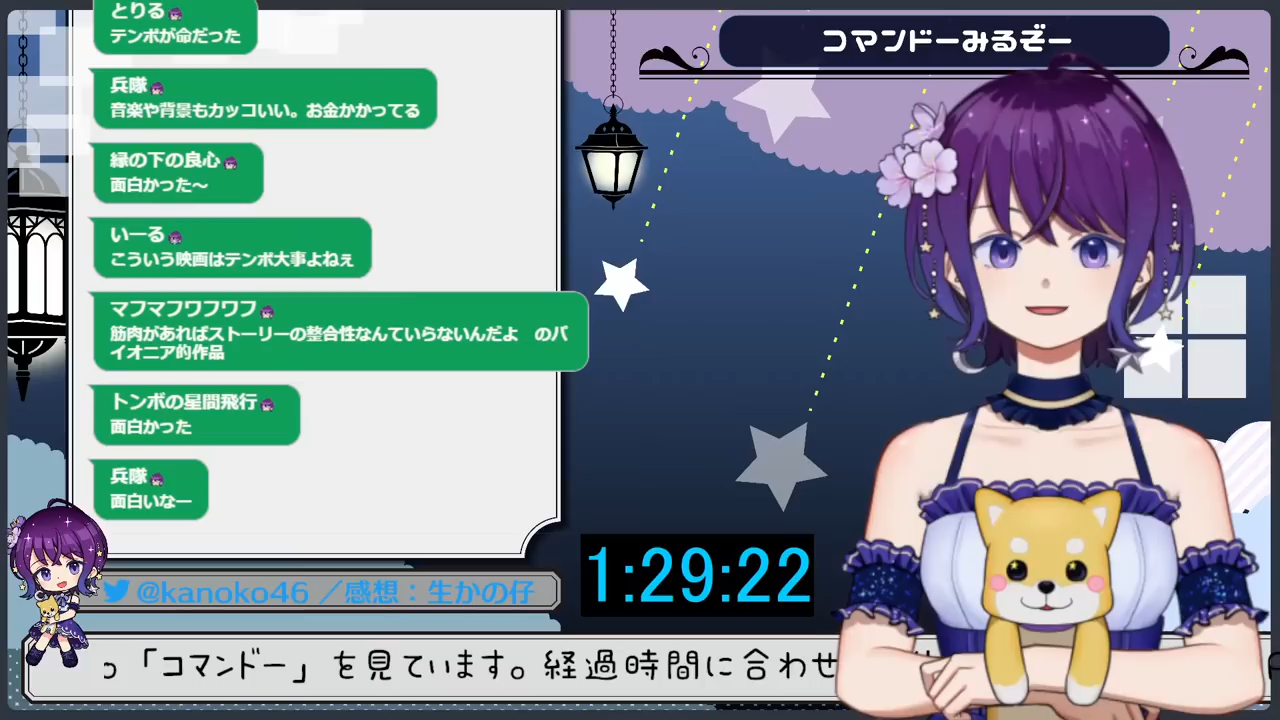 コマンドーみるぞー
とりる
テンポが命だった
兵隊
音楽や背景もカッコいい。お金かかってる
縁の下の良心
面白かった～
いーる
こういう映画はテンポ大事よねぇ
マフマフワフワフ
筋肉があればストーリーの整合性なんていらないんだよ　のパ
イオニア的作品
トンボの星間飛行
面白かった
兵隊
面白いなー
1:29:22
@kanoko46 ／感想：生かの仔
「コマンドー」を見ています。経過時間に合わせ